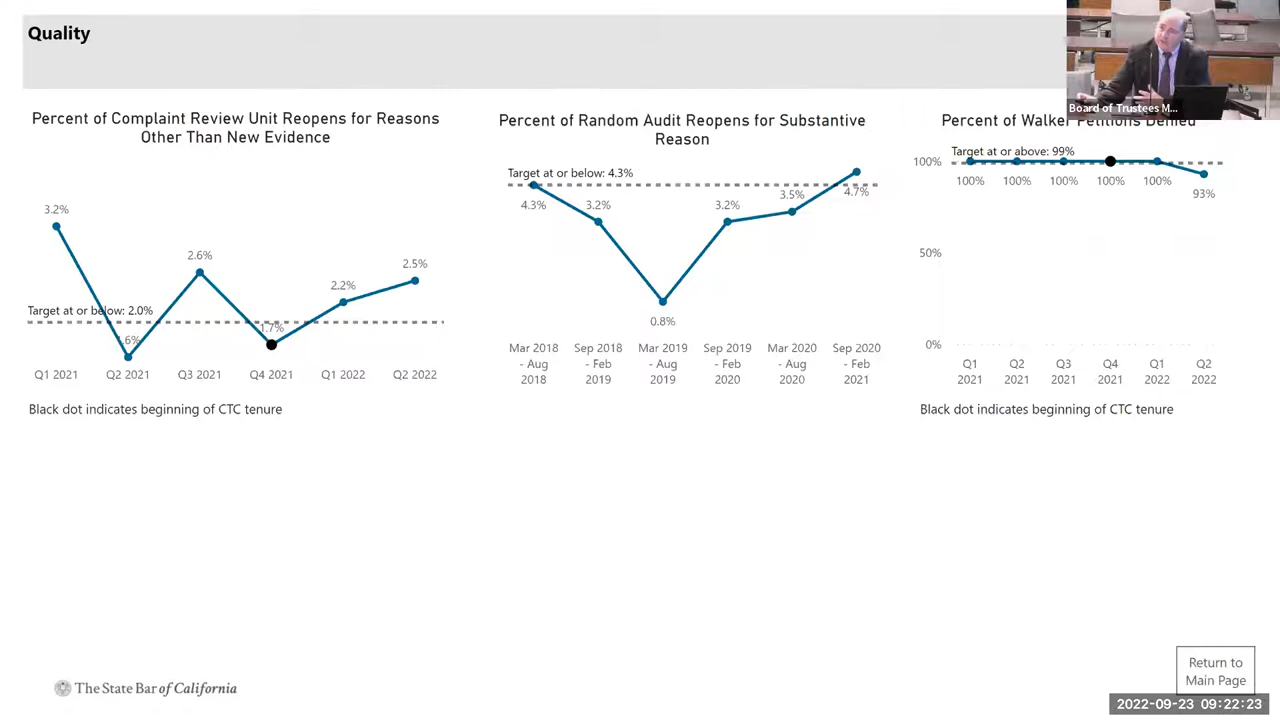 Quality
Board of Trustees M...
Percent of Complaint Review Unit Reopens for Reasons
Other Than New Evidence
3.2%
2.6%
2.5%
2.2%
Target at or below: 2.0%
1.7%
.6%
Q1 2021
Q2 2021
Q3 2021
Q4 2021
Q1 2022
Q2 2022
Black dot indicates beginning of CTC tenure
Percent of Random Audit Reopens for Substantive
Reason
Target at or below: 4.3%
4.3%
3.2%
0.8%
3.2%
3.5%
4.7%
Mar 2018
- Aug
2018
Sep 2018
- Feb
2019
Mar 2019
- Aug
2019
Sep 2019
- Feb
2020
Mar 2020
- Aug
2020
Sep 2020
- Feb
2021
Percent of Walker Petitions Denied
Target at or above: 99%
100%
50%
0%
100%
100%
100%
100%
100%
93%
Q1
2021
Q2
2021
Q3
2021
Q4
2021
Q1
2022
Q2
2022
Black dot indicates beginning of CTC tenure
The State Bar of California
Return to
Main Page
2022-09-23 09:22:23